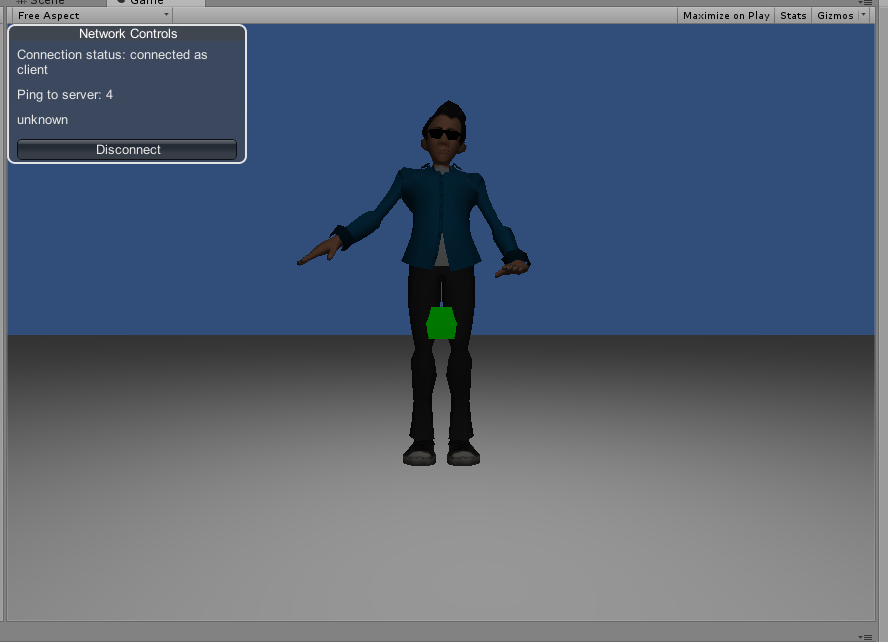 Scene
Game
Free Aspect
Maximize on Play
Stats
Gizmos
Network Controls
Connection status: connected as
client
Ping to server: 4
unknown
Disconnect